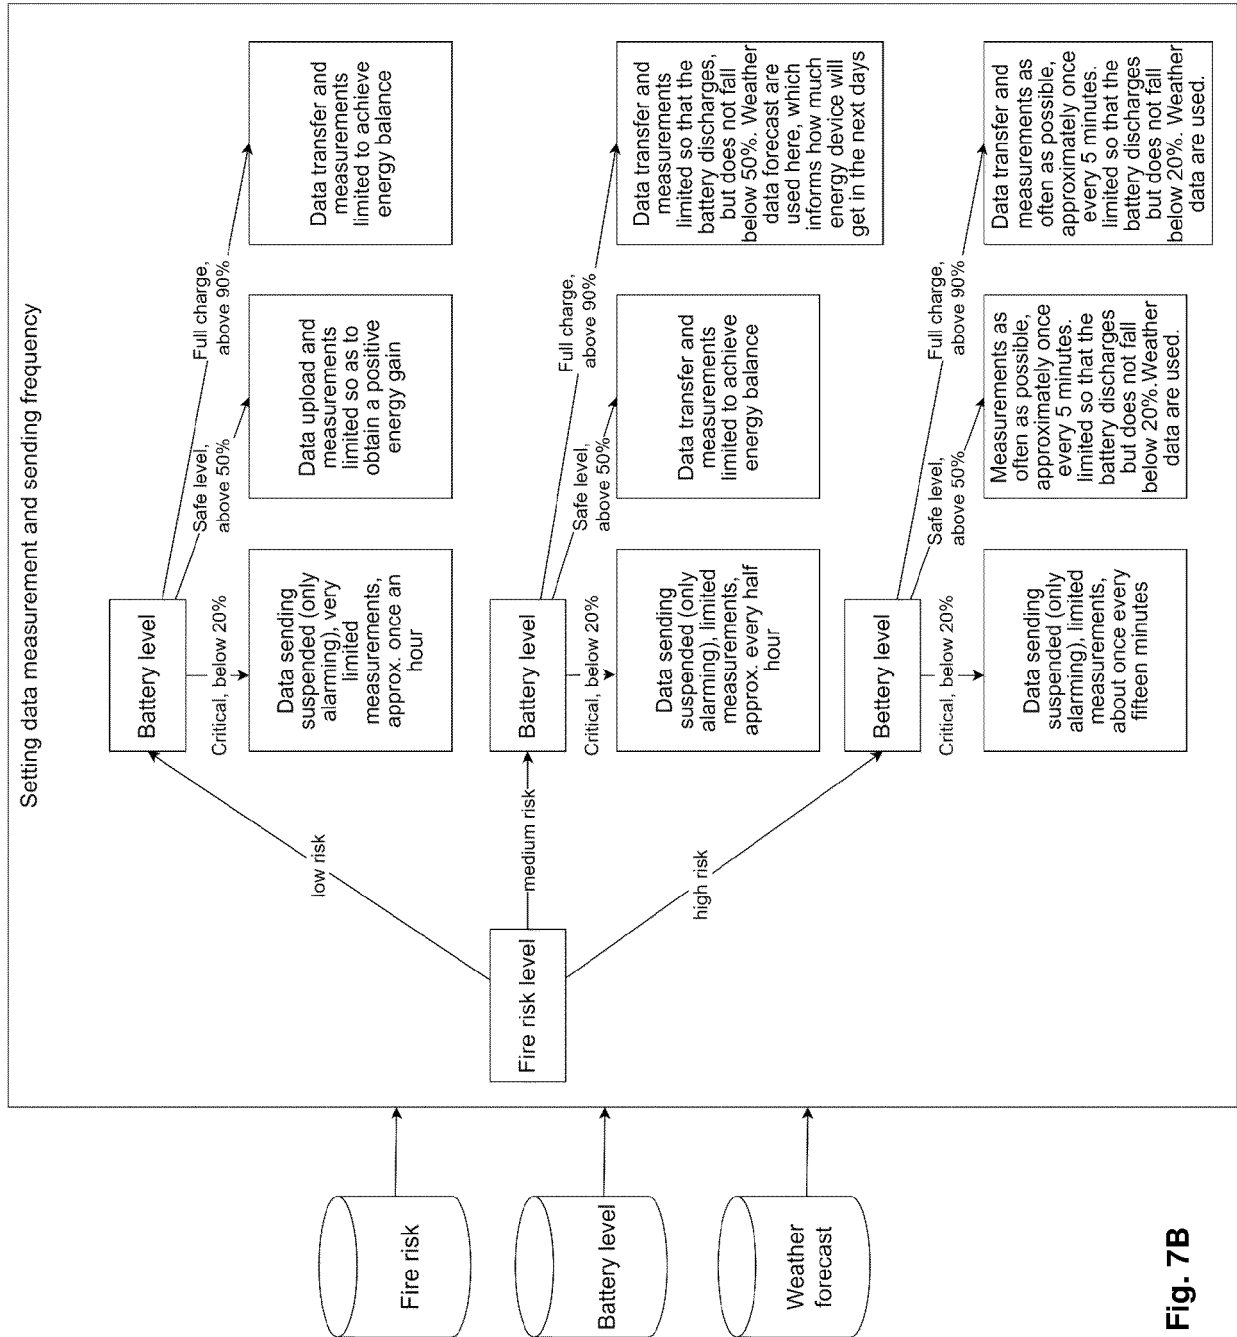 Setting data measurement and sending frequency
Fire risk
Battery level
Weather
forecast
Fire risk level
low risk
medium risk
high risk
Battery level
Critical, below 20%
Safe level,
above 50%
Full charge,
above 90%
Data sending
suspended (only
alarming), very
limited
measurements,
approx. once an
hour
Data upload and
measurements
limited so as to
obtain a positive
energy gain
Data transfer and
measurements
limited to achieve
energy balance
Battery level
Critical, below 20%
Safe level,
above 50%
Full charge,
above 90%
Data sending
suspended (only
alarming), limited
measurements,
approx. every half
hour
Data transfer and
measurements
limited to achieve
energy balance
Data transfer and
measurements
limited so that the
battery discharges,
but does not fall
below 50%. Weather
data forecast are
used here, which
informs how much
energy device will
get in the next days
Bettery level
Critical, below 20%
Safe level,
above 50%
Full charge,
above 90%
Data sending
suspended (only
alarming), limited
measurements,
about once every
fifteen minutes
Measurements as
often as possible,
approximately once
every 5 minutes.
limited so that the
battery discharges
but does not fall
below 20%.Weather
data are used.
Data transfer and
measurements as
often as possible,
approximately once
every 5 minutes.
limited so that the
battery discharges
but does not fall
below 20%. Weather
data are used.
Fig. 7B